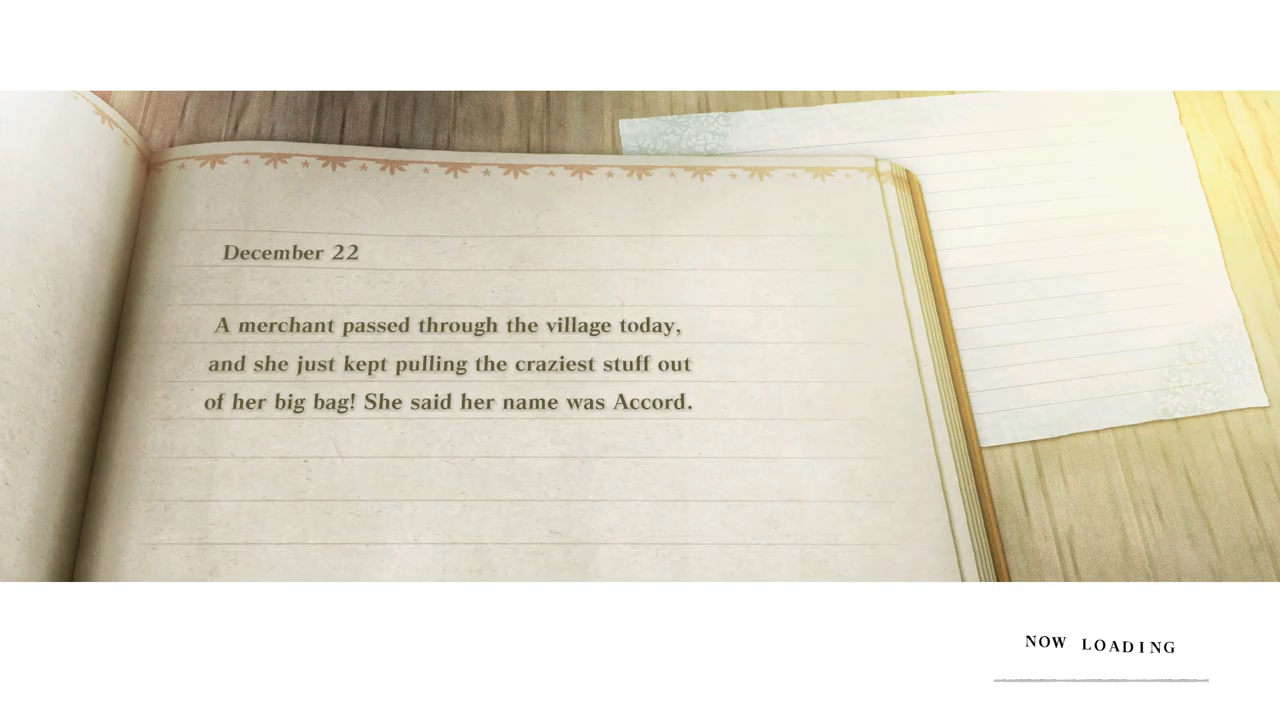 December 22
A merchant passed through the village today,
and she just kept pulling the craziest stuff out
of her big bag! She said her name was Accord.
NOW LOADING